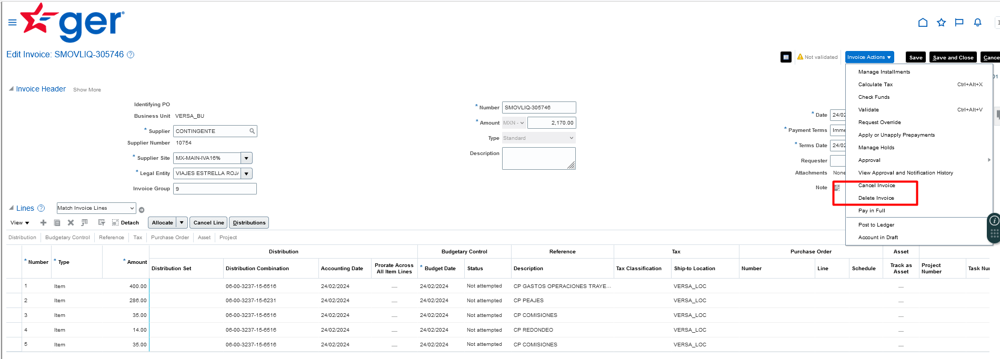 ger®
Edit Invoice: SMOVLIQ-305746
Not validated
Invoice Actions
Save
Save and Close
Cance
Manage Installments
Calculate Tax Ctrl+Alt+X
Check Funds
Validate Ctrl+Alt+V
Request Override
Apply or Unapply Prepayments
Manage Holds
Approval
View Approval and Notification History
Cancel Invoice
Delete Invoice
Pay in Full
Post to Ledger
Account in Draft
01
Invoice Header Show More
Identifying PO
Business Unit VERSA_BU
* Supplier CONTINGENTE
Supplier Number 10754
* Supplier Site MX-MAIN-IVA16%
* Legal Entity VIAJES ESTRELLA ROJA
Invoice Group 9
* Number SMOVLIQ-305746
* Amount MXN - 2,170.00
Type Standard
Description
* Date 24/02
* Payment Terms Imme
* Terms Date 24/02
Requester
Attachments None
Note
Lines ? Match Invoice Lines
View Detach Allocate Cancel Line Distributions
Distribution Budgetary Control Reference Tax Purchase Order Asset Project
Distribution Budgetary Control Reference Tax Purchase Order Asset
* Number * Type * Amount Distribution Set Distribution Combination Accounting Date Prorate Across All Item Lines * Budget Date Status Description Tax Classification Ship-to Location Number Line Schedule Track as Asset Project Number Task Nu
1 Item 400.00 06-00-3237-15-6516 24/02/2024 — 24/02/2024 Not attempted CP GASTOS OPERACIONES TRAYE... VERSA_LOC —
2 Item 286.00 06-00-3237-15-6231 24/02/2024 — 24/02/2024 Not attempted CP PEAJES VERSA_LOC —
3 Item 35.00 06-00-3237-15-6516 24/02/2024 — 24/02/2024 Not attempted CP COMISIONES VERSA_LOC —
4 Item 14.00 06-00-3237-15-6516 24/02/2024 — 24/02/2024 Not attempted CP REDONDEO VERSA_LOC —
5 Item 35.00 06-00-3237-15-6516 24/02/2024 — 24/02/2024 Not attempted CP COMISIONES VERSA_LOC —